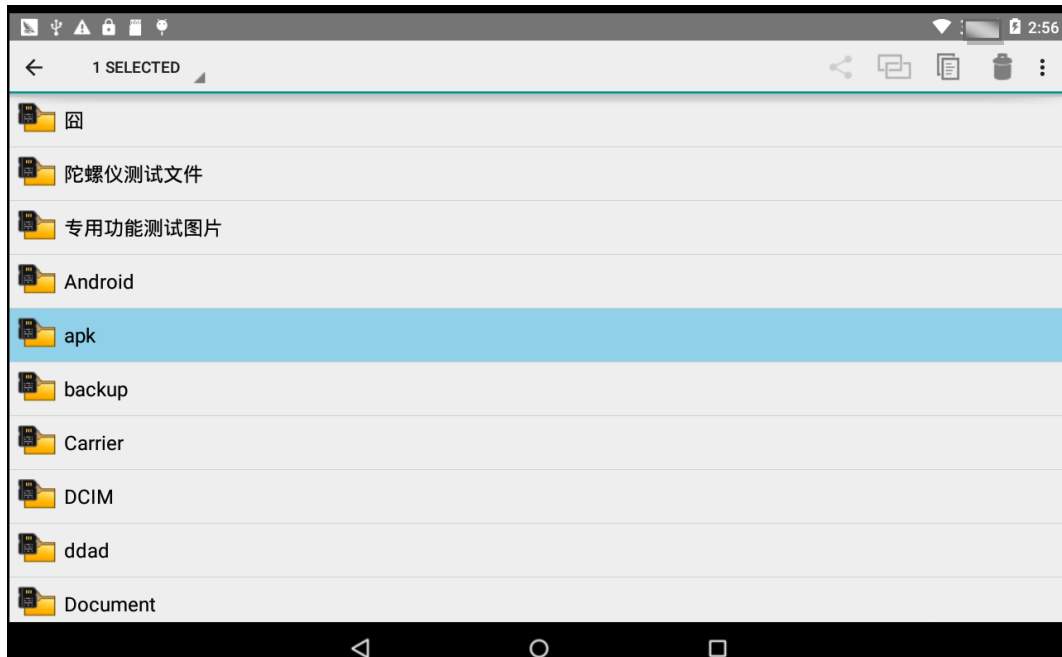 2:56
1 SELECTED
囧
陀螺仪测试文件
专用功能测试图片
Android
apk
backup
Carrier
DCIM
ddad
Document